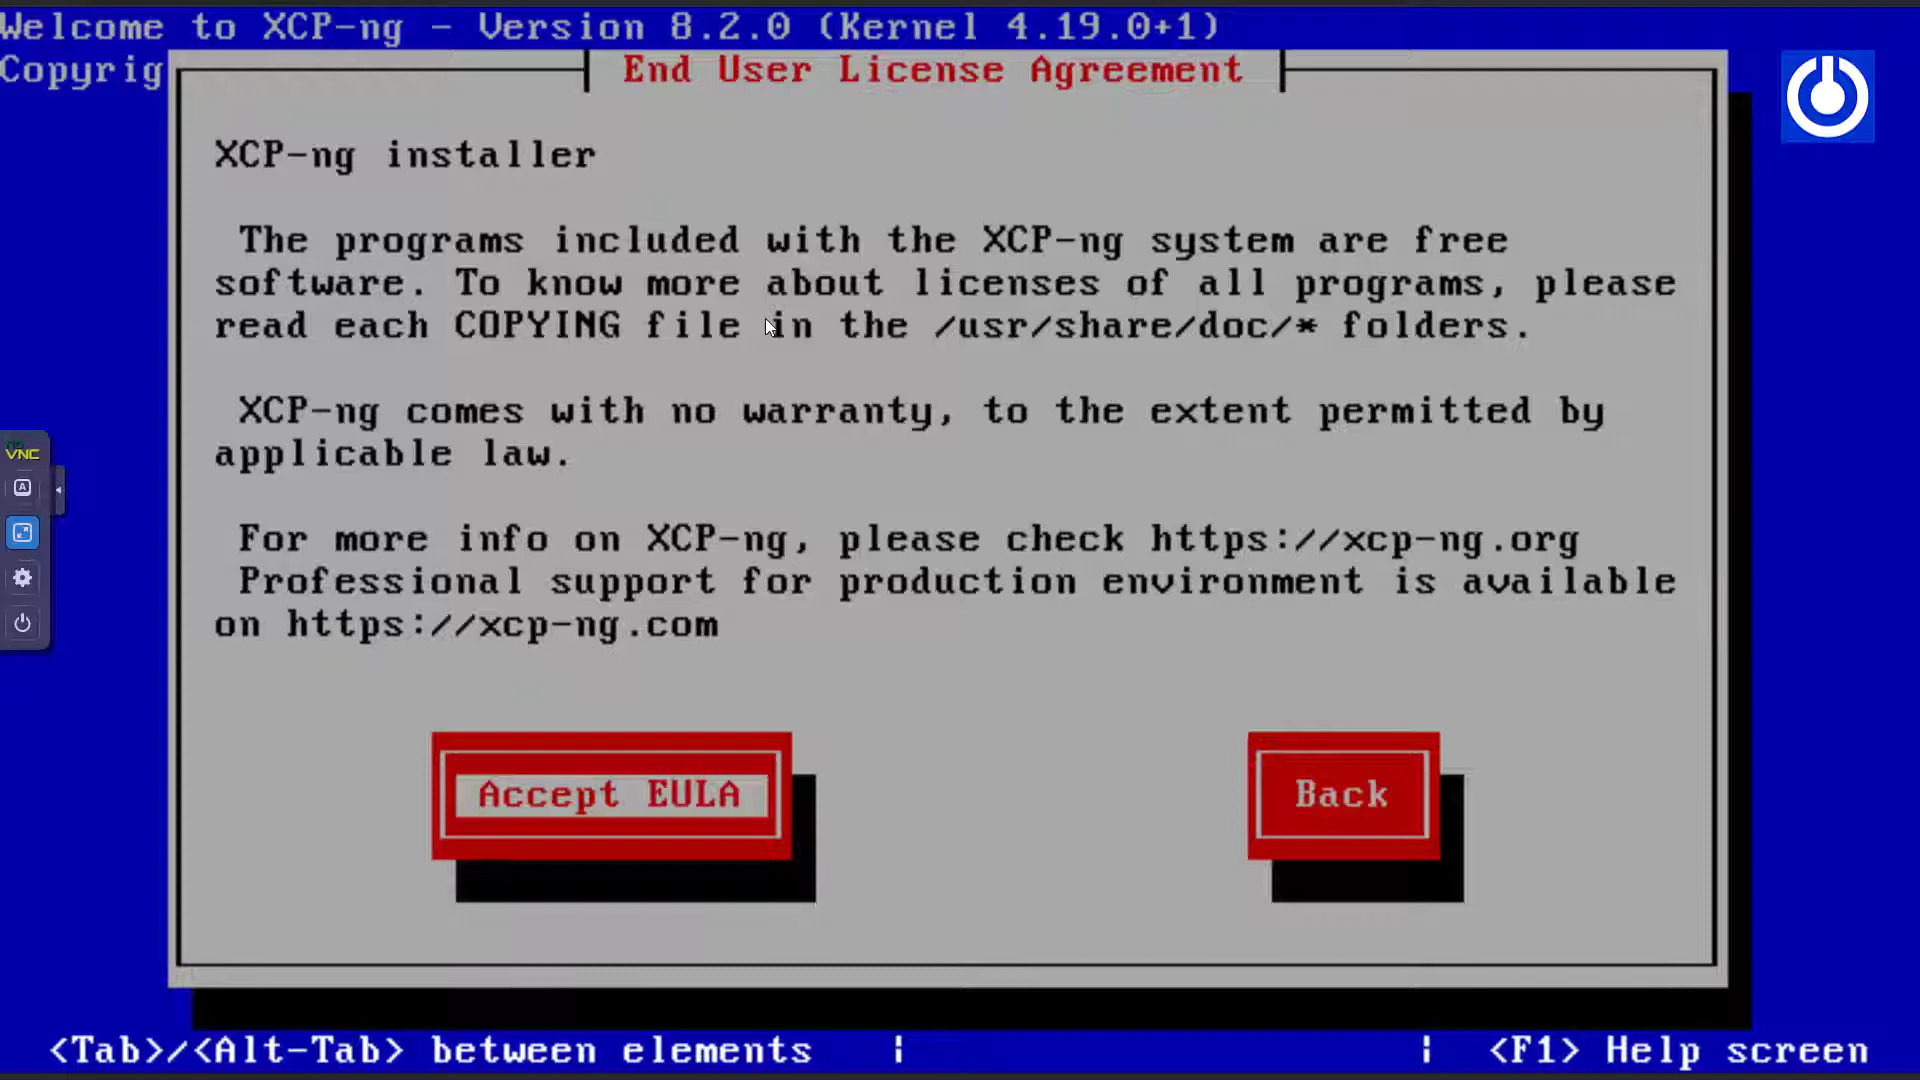 Welcome to XCP-ng - Version 8.2.0 (Kernel 4.19.0+1)
Copyrig
End User License Agreement
XCP-ng installer
The programs included with the XCP-ng system are free
software. To know more about licenses of all programs, please
read each COPYING file in the /usr/share/doc/* folders.
XCP-ng comes with no warranty, to the extent permitted by
applicable law.
For more info on XCP-ng, please check https://xcp-ng.org
Professional support for production environment is available
on https://xcp-ng.com
no
VNC
A
Accept EULA
Back
<Tab>/<Alt-Tab> between elements | | <F1> Help screen